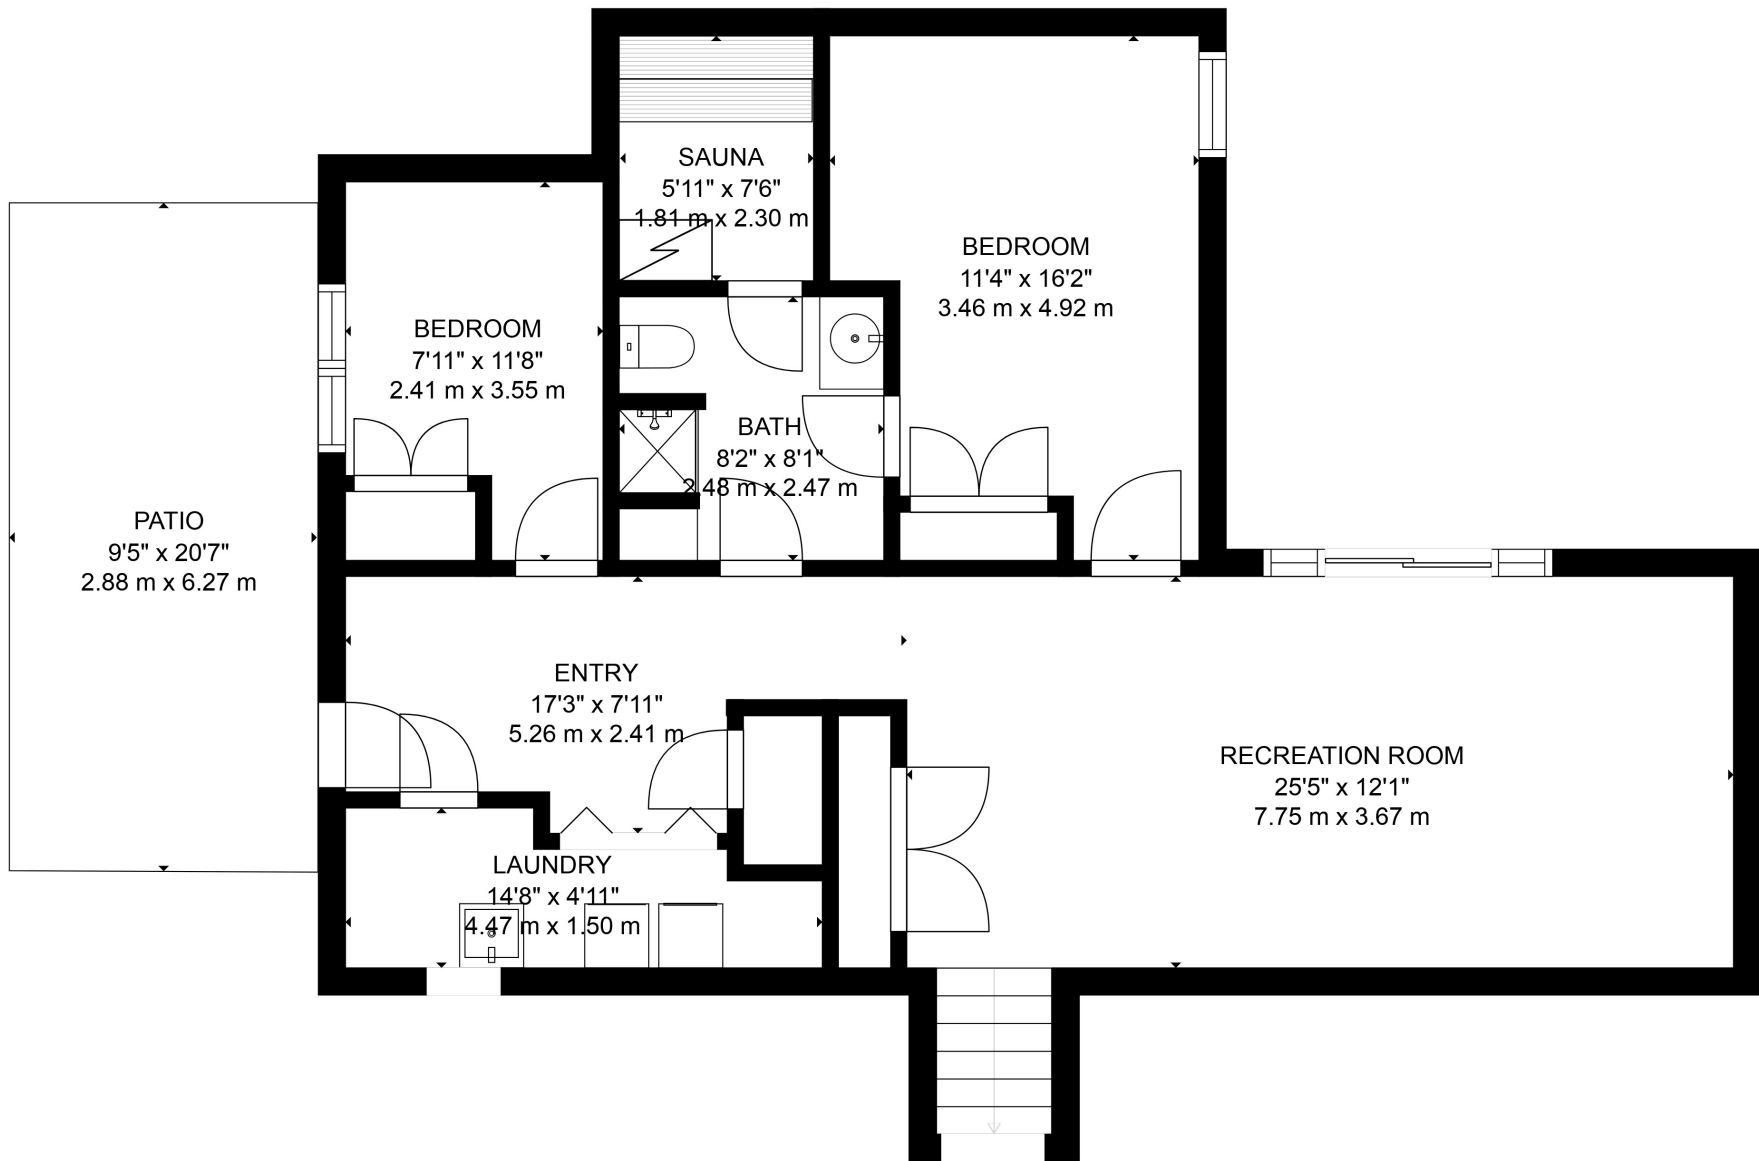 SAUNA
5'11" x 7'6"
1.81 m x 2.30 m
BEDROOM
11'4" x 16'2"
3.46 m x 4.92 m
BEDROOM
7'11" x 11'8"
2.41 m x 3.55 m
BATH
8'2" x 8'1"
2.48 m x 2.47 m
PATIO
9'5" x 20'7"
2.88 m x 6.27 m
ENTRY
17'3" x 7'11"
5.26 m x 2.41 m
RECREATION ROOM
25'5" x 12'1"
7.75 m x 3.67 m
LAUNDRY
14'8" x 4'11"
4.47 m x 1.50 m